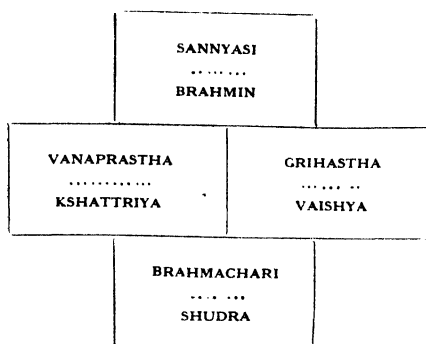 SANNYASI
.. ... ...
BRAHMIN
VANAPRASTHA
... ... ... ...
KSHATTRIYA
GRIHASTHA
... ... ..
VAISHYA
BRAHMACHARI
.. .. ...
SHUDRA